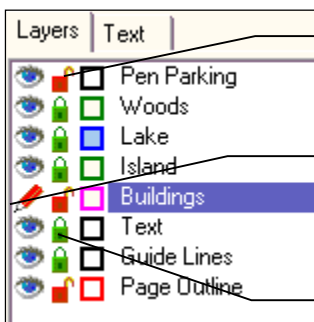 Layers Text
Pen Parking
Woods
Lake
Island
Buildings
Text
Guide Lines
Page Outline